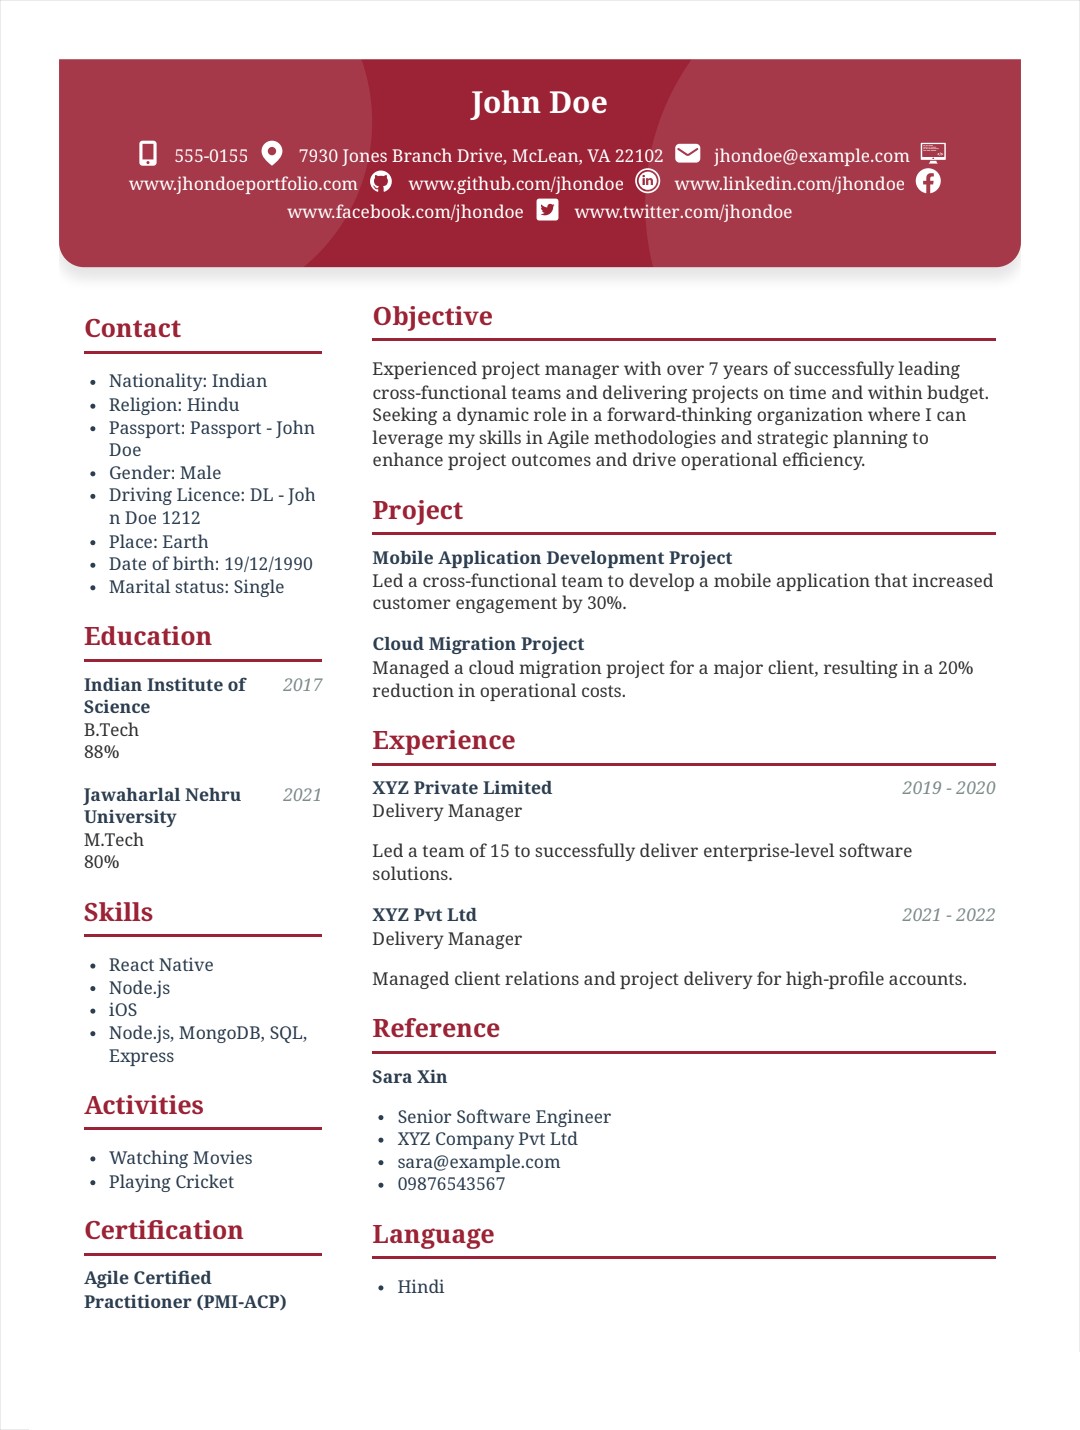 John Doe
555-0155 7930 Jones Branch Drive, McLean, VA 22102 jhondoe@example.com
www.jhondoeportfolio.com www.github.com/jhondoe www.linkedin.com/jhondoe
www.facebook.com/jhondoe www.twitter.com/jhondoe
Contact
Nationality: Indian
Religion: Hindu
Passport: Passport - John
Doe
Gender: Male
Driving Licence: DL - Joh
n Doe 1212
Place: Earth
Date of birth: 19/12/1990
Marital status: Single
Education
Indian Institute of 2017
Science
B.Tech
88%
Jawaharlal Nehru 2021
University
M.Tech
80%
Skills
React Native
Node.js
iOS
Node.js, MongoDB, SQL,
Express
Activities
Watching Movies
Playing Cricket
Certification
Agile Certified
Practitioner (PMI-ACP)
Objective
Experienced project manager with over 7 years of successfully leading
cross-functional teams and delivering projects on time and within budget.
Seeking a dynamic role in a forward-thinking organization where I can
leverage my skills in Agile methodologies and strategic planning to
enhance project outcomes and drive operational efficiency.
Project
Mobile Application Development Project
Led a cross-functional team to develop a mobile application that increased
customer engagement by 30%.
Cloud Migration Project
Managed a cloud migration project for a major client, resulting in a 20%
reduction in operational costs.
Experience
XYZ Private Limited 2019 - 2020
Delivery Manager
Led a team of 15 to successfully deliver enterprise-level software
solutions.
XYZ Pvt Ltd 2021 - 2022
Delivery Manager
Managed client relations and project delivery for high-profile accounts.
Reference
Sara Xin
Senior Software Engineer
XYZ Company Pvt Ltd
sara@example.com
09876543567
Language
Hindi